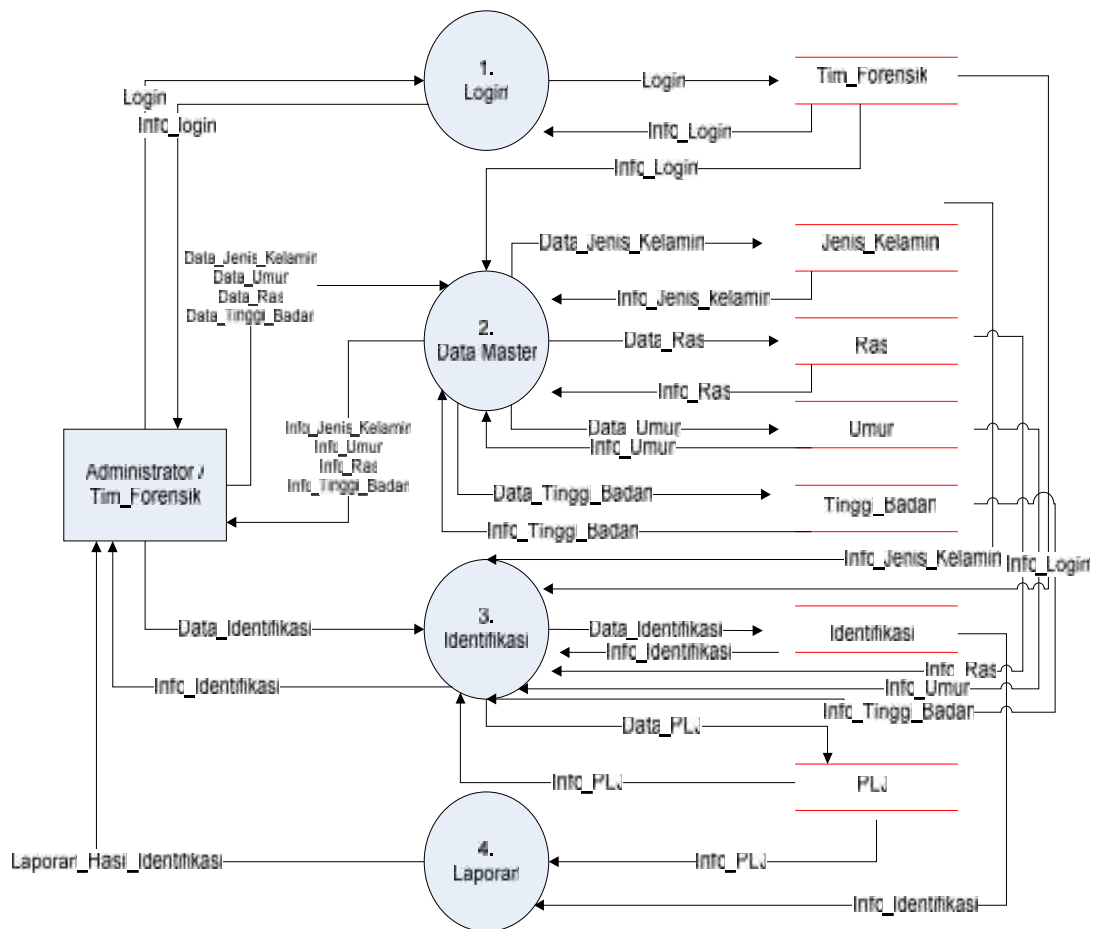 1.
Login
Login
Tim_Forensik
Login
Info_login
Info_Login
Info_Login
Data_Jenis_Kelamin
Data_Umur
Data_Ras
Data_Tinggi_Badan
Data_Jenis_Kelamin
Jenis_Kelamin
Info_Jenis_kelamin
2.
Data Master
Data_Ras
Ras
Info_Ras
Info_Jenis_Kelamin
Info_Umur
Info_Ras
Info_Tinggi_Badan
Data_Umur
Info_Umur
Umur
Administrator /
Tim_Forensik
Data_Tinggi_Badan
Tinggi_Badan
Info_Tinggi_Badan
Info_Jenis_Kelamin
Info_Login
3.
Identifikasi
Data_Identifikasi
Data_Identifikasi
Info_Identifikasi
Identifikasi
Info_Ras
Info_Identifikasi
Info_Umur
Info_Tinggi_Badan
Data_PLJ
Info_PLJ
PLJ
4.
Laporan
Laporan_Hasil_Identifikasi
Info_PLJ
Info_Identifikasi